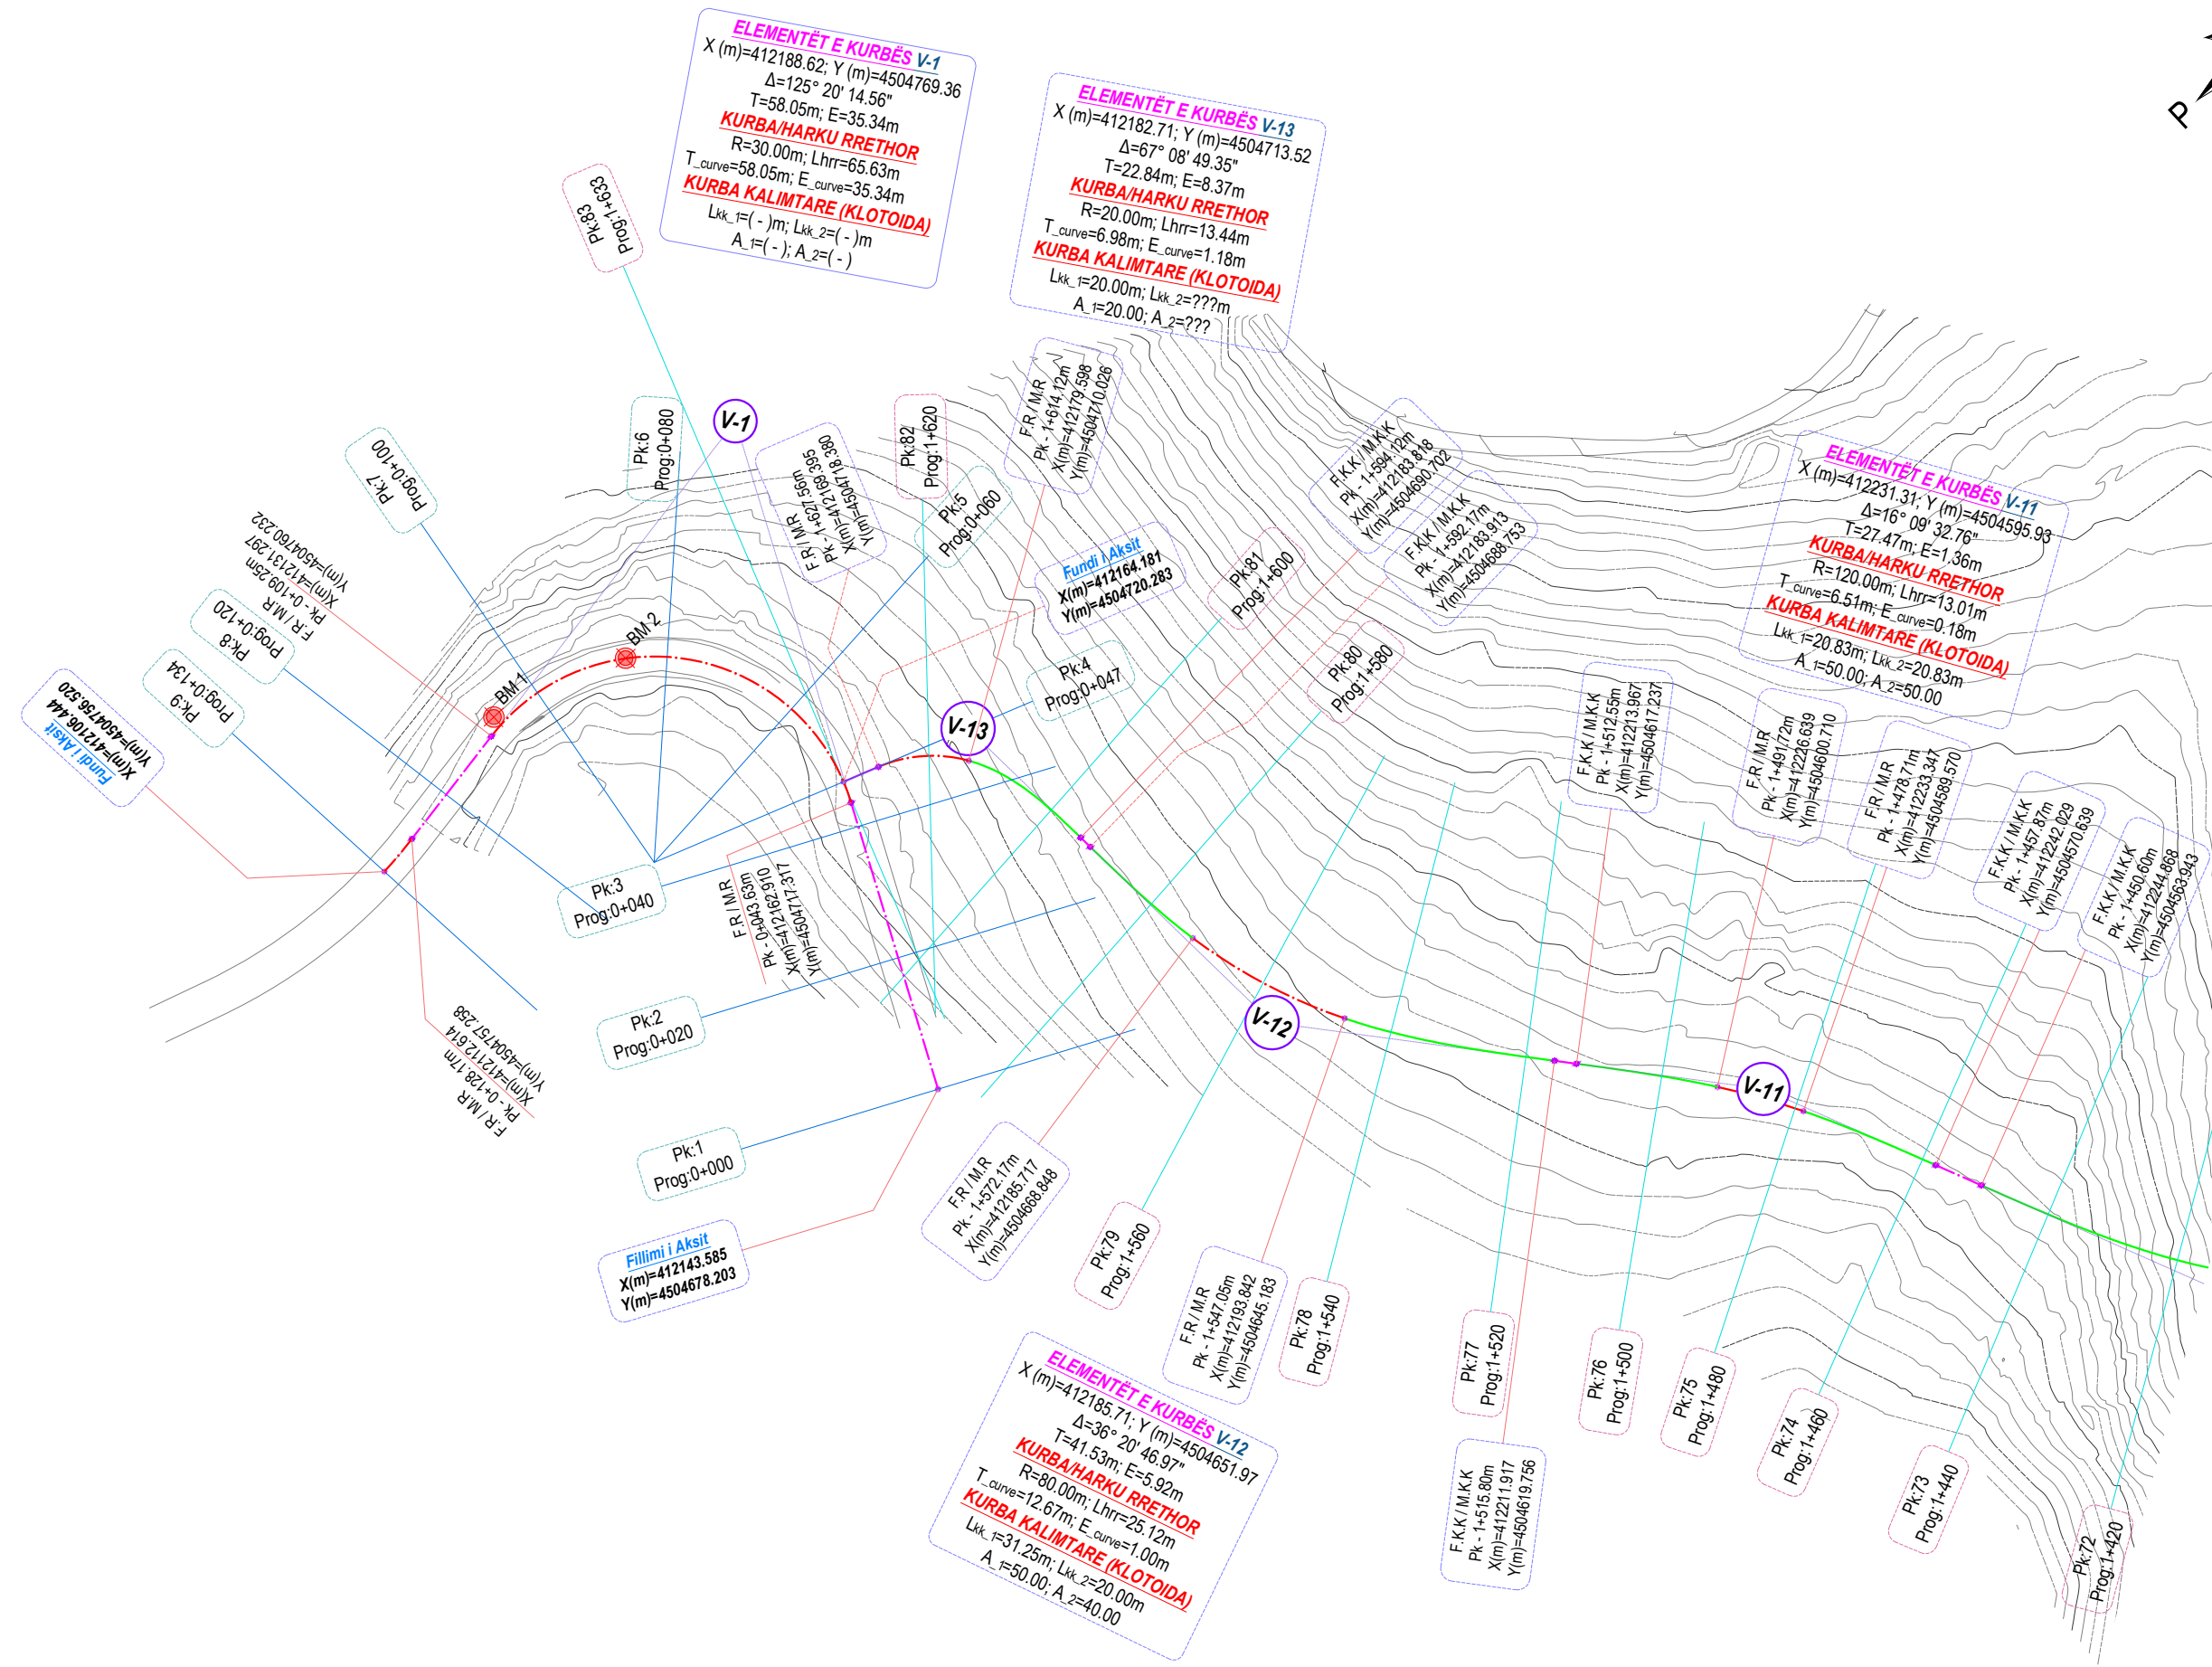 ELEMENTËT E KURBËS V-1
X (m)=412188.62; Y (m)=4504769.36
Δ=125° 20' 14.56"
T=58.05m; E=35.34m
KURBA/HARKU RRETHOR
R=30.00m; Lhrr=65.63m
T_curve=58.05m; E_curve=35.34m
KURBA KALIMTARE (KLOTOIDA)
Lkk_1=( - )m; Lkk_2=( - )m
A_1=( - ); A_2=( - )
ELEMENTËT E KURBËS V-13
X (m)=412182.71; Y (m)=4504713.52
Δ=67° 08' 49.35"
T=22.84m; E=8.37m
KURBA/HARKU RRETHOR
R=20.00m; Lhrr=13.44m
T_curve=6.98m; E_curve=1.18m
KURBA KALIMTARE (KLOTOIDA)
Lkk_1=20.00m; Lkk_2=???m
A_1=20.00; A_2=???
P
Pk:83
Prog:1+633
Pk:7
Prog:0+100
Pk:6
Prog:0+080
V-1
F.R / M.R
Pk - 1+627.56m
X(m)=412169.395
Y(m)=4504718.380
Pk:82
Prog:1+620
Pk:5
Prog:0+060
F.R / M.R
Pk - 1+614.12m
X(m)=412179.598
Y(m)=4504710.026
Fundi i Aksit
X(m)=412164.181
Y(m)=4504720.283
Pk:4
Prog:0+047
F.K.K / M.K.K
Pk - 1+594.12m
X(m)=412183.818
Y(m)=4504690.702
F.K.K / M.K.K
Pk - 1+592.17m
X(m)=412183.913
Y(m)=4504688.753
Pk:81
Prog:1+600
Pk:80
Prog:1+580
ELEMENTËT E KURBËS V-11
X (m)=412231.31; Y (m)=4504595.93
Δ=16° 09' 32.76"
T=27.47m; E=1.36m
KURBA/HARKU RRETHOR
R=120.00m; Lhrr=13.01m
T_curve=6.51m; E_curve=0.18m
KURBA KALIMTARE (KLOTOIDA)
Lkk_1=20.83m; Lkk_2=20.83m
A_1=50.00; A_2=50.00
F.R / M.R
Pk - 0+109.25m
X(m)=412131.297
Y(m)=4504760.232
Pk:8
Prog:0+120
Pk:9
Prog:0+134
Fundi i Aksit
X(m)=412106.444
Y(m)=4504756.520
BM 1
BM 2
V-13
F.K.K / M.K.K
Pk - 1+512.55m
X(m)=412213.967
Y(m)=4504617.237
F.R / M.R
Pk - 1+491.72m
X(m)=412226.639
Y(m)=4504600.710
F.R / M.R
Pk - 1+478.71m
X(m)=412233.347
Y(m)=4504589.570
F.K.K / M.K.K
Pk - 1+457.87m
X(m)=412242.029
Y(m)=4504570.639
F.K.K / M.K.K
Pk - 1+450.60m
X(m)=412244.868
Y(m)=4504563.943
Pk:3
Prog:0+040
F.R / M.R
Pk - 0+043.63m
X(m)=412162.910
Y(m)=4504717.317
Pk:2
Prog:0+020
F.R / M.R
Pk - 0+128.17m
X(m)=412112.614
Y(m)=4504757.258
V-12
V-11
Pk:1
Prog:0+000
Fillimi i Aksit
X(m)=412143.585
Y(m)=4504678.203
F.R / M.R
Pk - 1+572.17m
X(m)=412185.717
Y(m)=4504668.848
Pk:79
Prog:1+560
F.R / M.R
Pk - 1+547.05m
X(m)=412193.842
Y(m)=4504645.183
Pk:78
Prog:1+540
Pk:77
Prog:1+520
Pk:76
Prog:1+500
Pk:75
Prog:1+480
Pk:74
Prog:1+460
Pk:73
Prog:1+440
Pk:72
Prog:1+420
F.K.K / M.K.K
Pk - 1+515.80m
X(m)=412211.917
Y(m)=4504619.756
ELEMENTËT E KURBËS V-12
X (m)=412185.71; Y (m)=4504651.97
Δ=36° 20' 46.97"
T=41.53m; E=5.92m
KURBA/HARKU RRETHOR
R=80.00m; Lhrr=25.12m
T_curve=12.67m; E_curve=1.00m
KURBA KALIMTARE (KLOTOIDA)
Lkk_1=31.25m; Lkk_2=20.00m
A_1=50.00; A_2=40.00